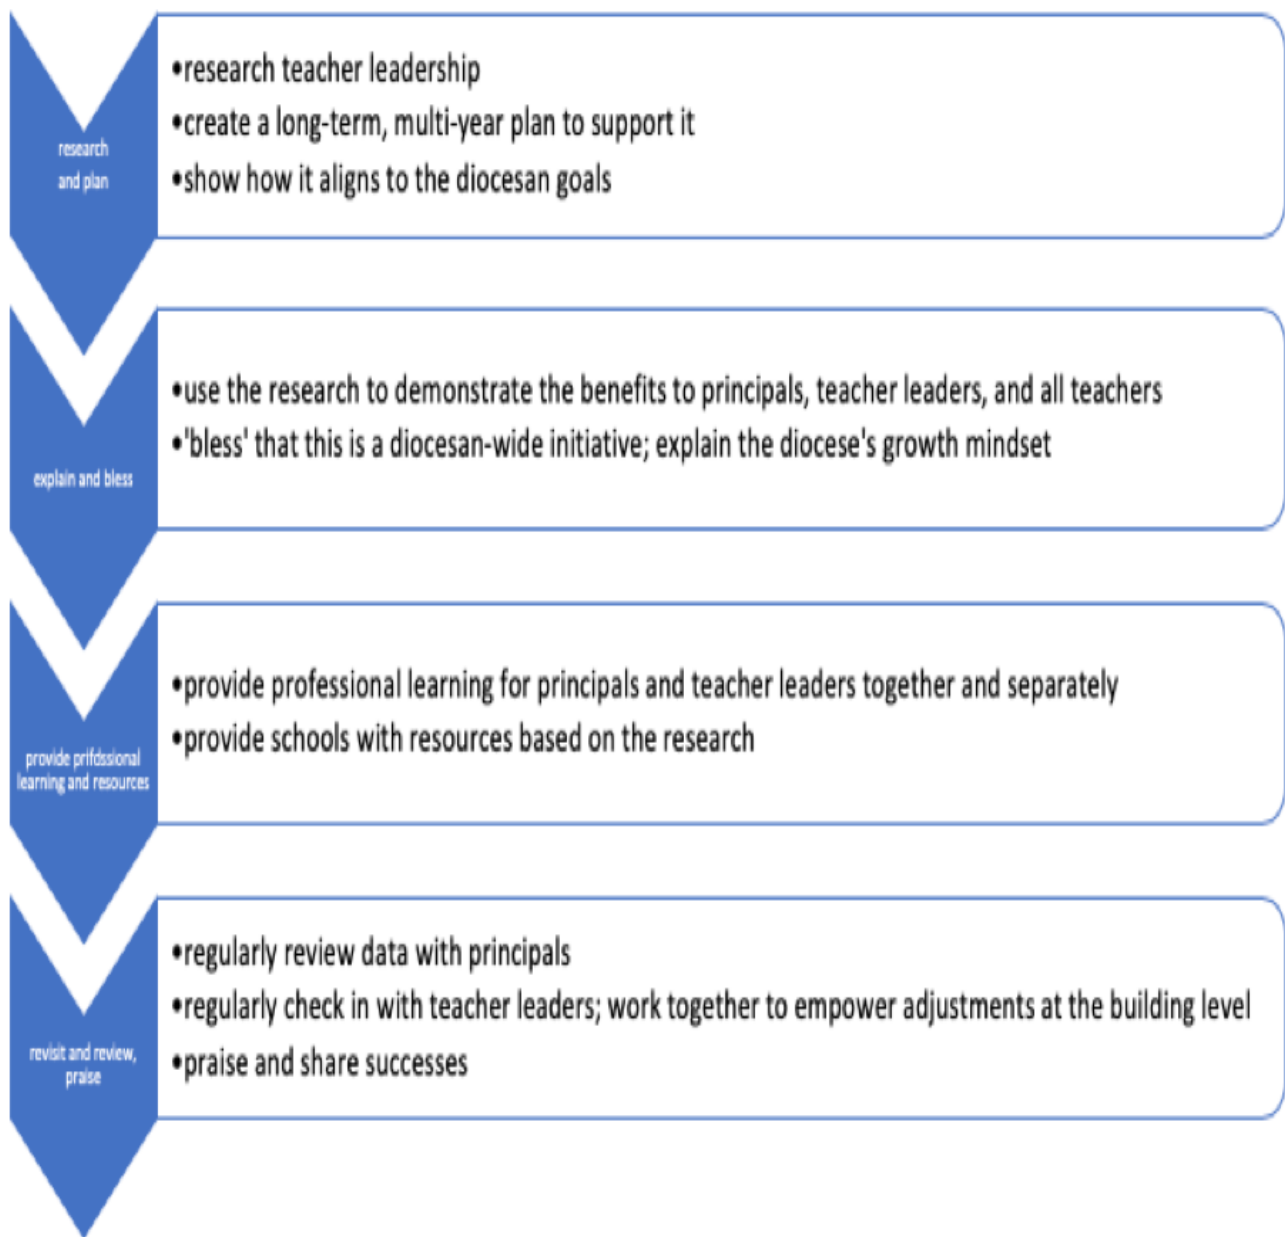 research
and plan
•research teacher leadership
•create a long-term, multi-year plan to support it
•show how it aligns to the diocesan goals
explain and bless
•use the research to demonstrate the benefits to principals, teacher leaders, and all teachers
•'bless' that this is a diocesan-wide initiative; explain the diocese's growth mindset
provide prifdssional
learning and resources
•provide professional learning for principals and teacher leaders together and separately
•provide schools with resources based on the research
revisit and review,
praise
•regularly review data with principals
•regularly check in with teacher leaders; work together to empower adjustments at the building level
•praise and share successes